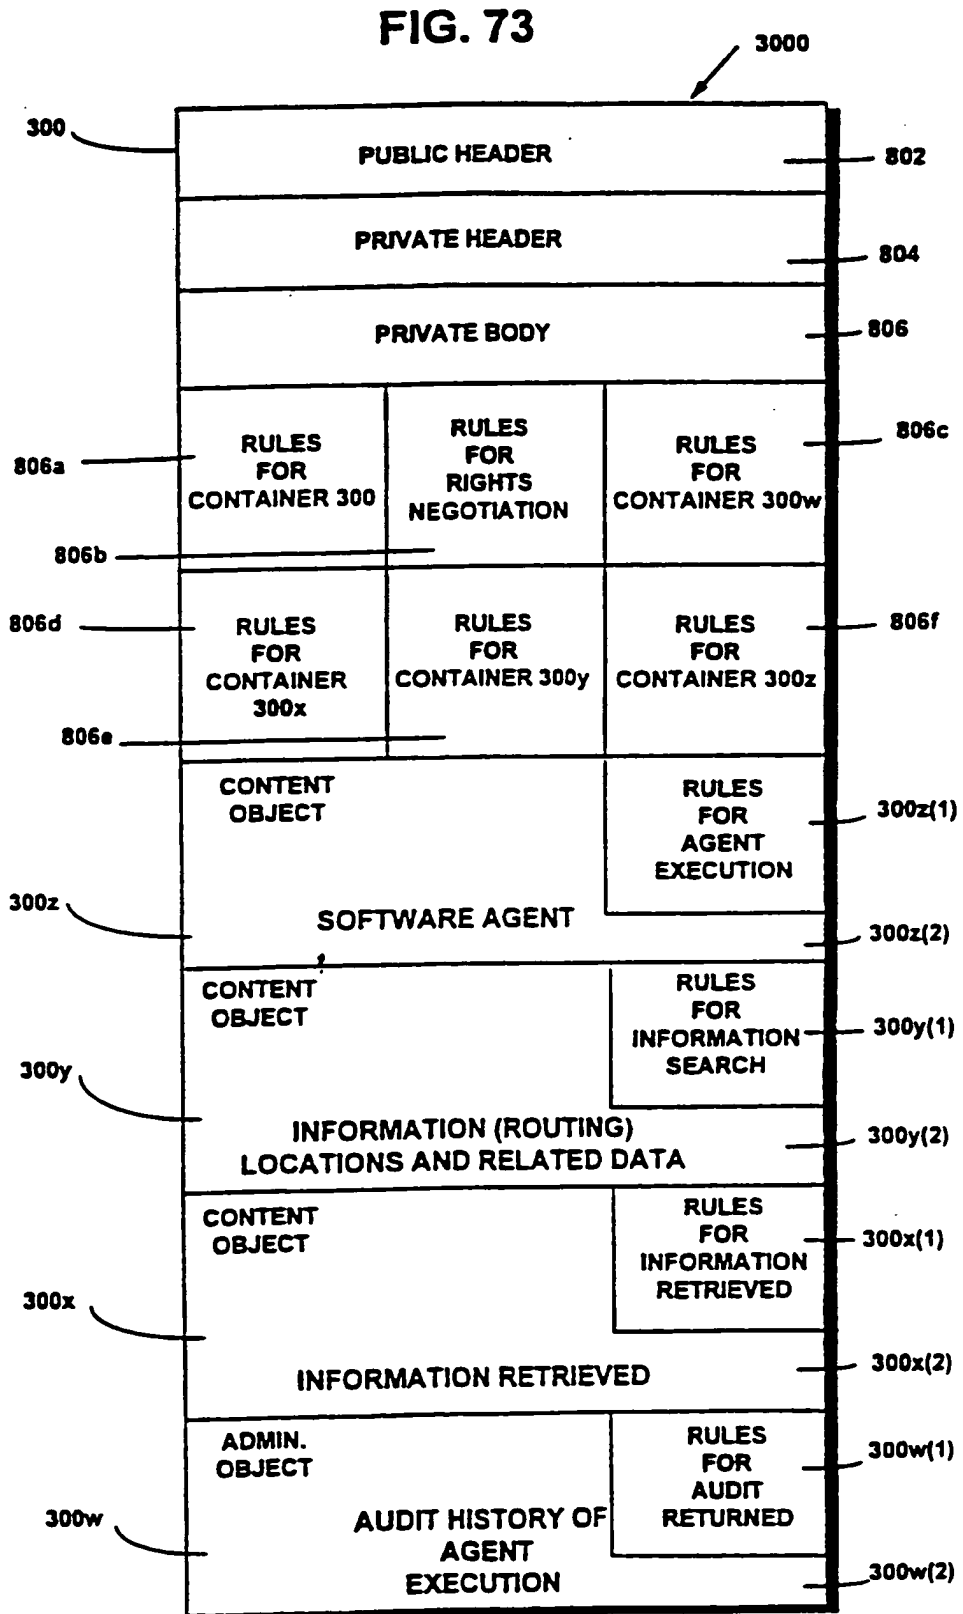 FIG. 73
3000
300
PUBLIC HEADER
802
PRIVATE HEADER
804
PRIVATE BODY
806
806a
RULES
FOR
CONTAINER 300
806b
RULES
FOR
RIGHTS
NEGOTIATION
RULES
FOR
CONTAINER 300w
806c
806d
RULES
FOR
CONTAINER
300x
806e
RULES
FOR
CONTAINER 300y
RULES
FOR
CONTAINER 300z
806f
CONTENT
OBJECT
RULES
FOR
AGENT
EXECUTION
300z(1)
300z
SOFTWARE AGENT
300z(2)
CONTENT
OBJECT
RULES
FOR
INFORMATION
SEARCH
300y(1)
300y
INFORMATION (ROUTING)
LOCATIONS AND RELATED DATA
300y(2)
CONTENT
OBJECT
RULES
FOR
INFORMATION
RETRIEVED
300x(1)
300x
INFORMATION RETRIEVED
300x(2)
ADMIN.
OBJECT
RULES
FOR
AUDIT
RETURNED
300w(1)
300w
AUDIT HISTORY OF
AGENT
EXECUTION
300w(2)